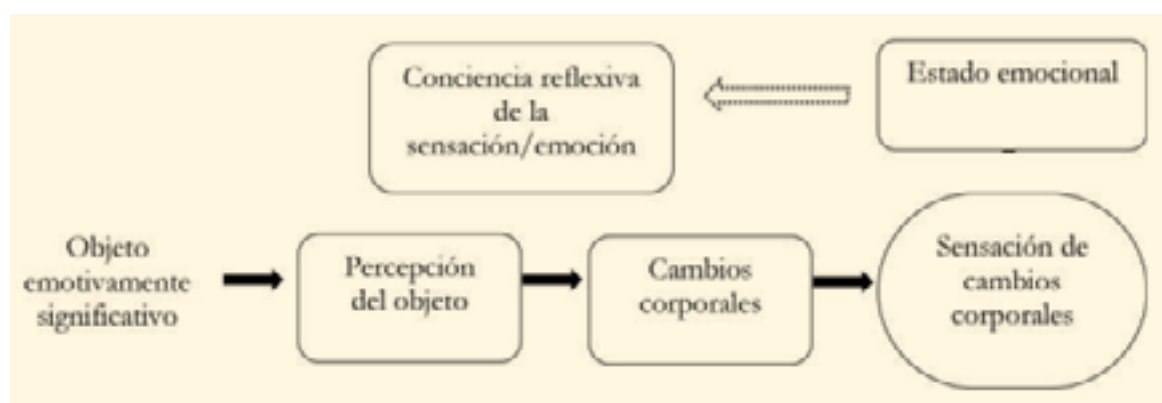 Conciencia reflexiva
de la
sensación/emoción
Estado emocional
Objeto
emotivamente
significativo
Percepción
del objeto
Cambios
corporales
Sensación de
cambios
corporales